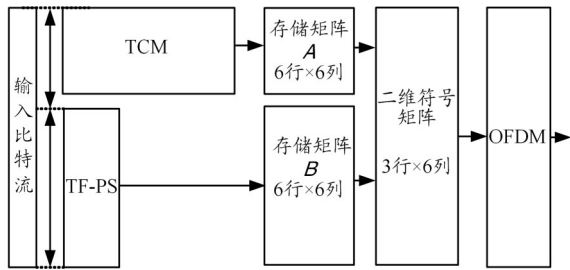 输入比特流
TCM
存储矩阵
A
6行×6列
TF-PS
存储矩阵
B
6行×6列
二维符号
矩阵
3行×6列
OFDM